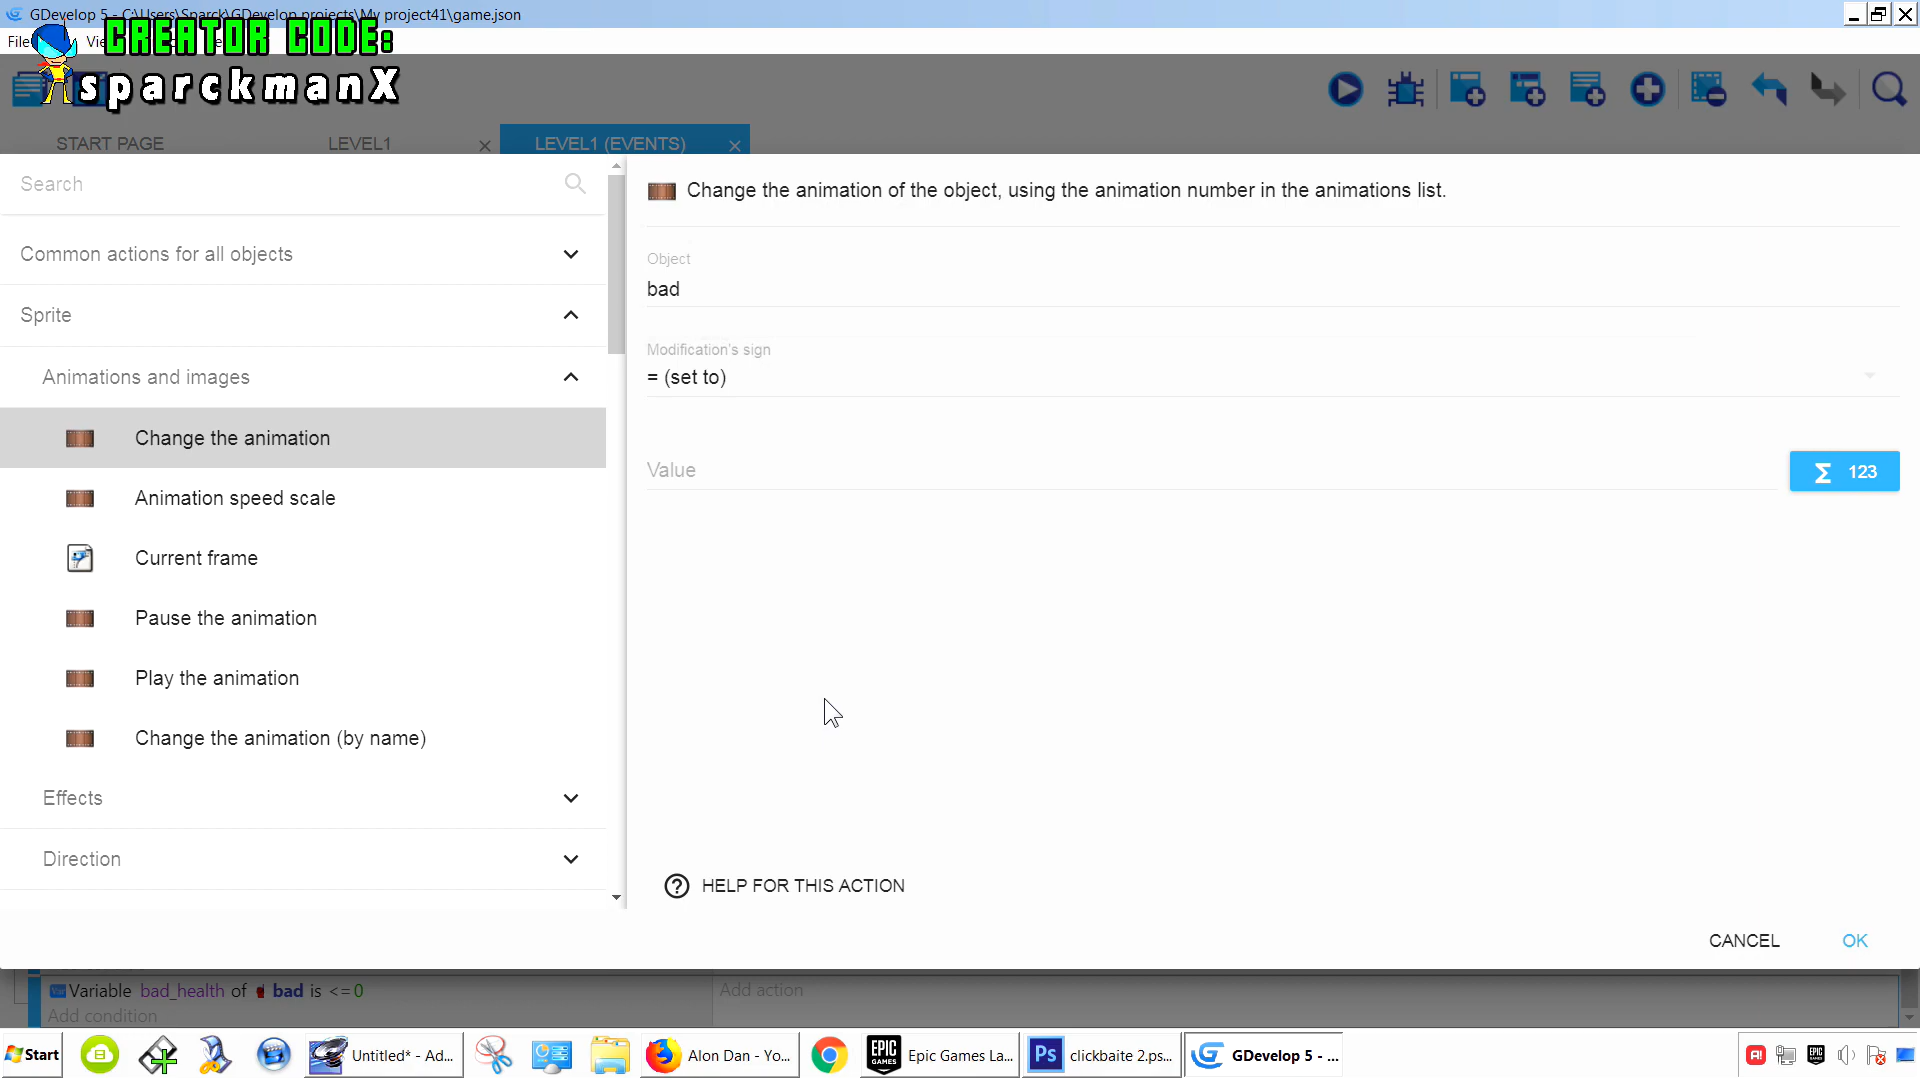 GDevelop 5 - C:\Users\Sparck\GDevelop projects\My project41\game.json
File
CREATOR CODE:
sparckmanX
START PAGE
LEVEL1
LEVEL1 (EVENTS)
Search
Common actions for all objects
Sprite
Animations and images
Change the animation
Animation speed scale
Current frame
Pause the animation
Play the animation
Change the animation (by name)
Effects
Direction
Change the animation of the object, using the animation number in the animations list.
Object
bad
Modification's sign
= (set to)
Value
Σ 123
HELP FOR THIS ACTION
CANCEL
OK
Variable bad_health of bad is <=0
Add condition
Add action
Start
Untitled* - Ad...
Alon Dan - Yo...
EPIC GAMES
Epic Games La...
Ps
clickbaite 2.ps...
GDevelop 5 - ...